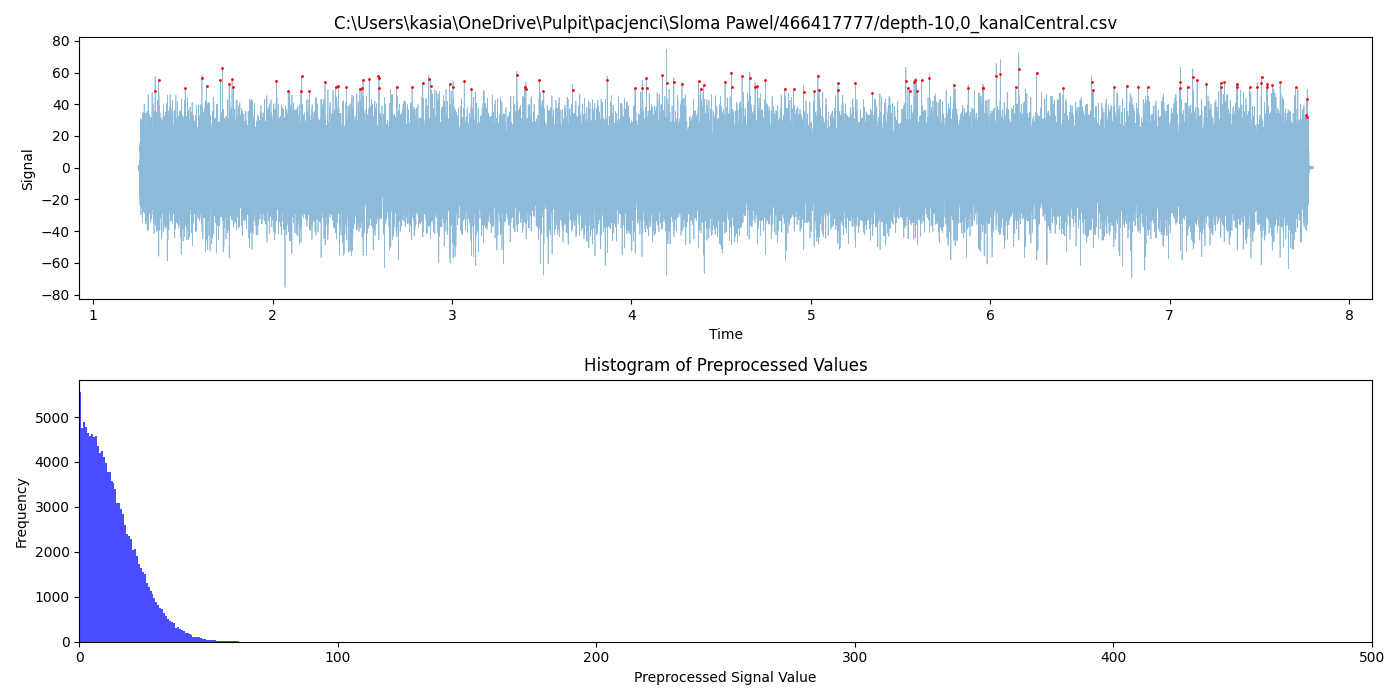 C:\Users\kasia\OneDrive\Pulpit\pacjenci\Sloma Pawel/466417777/depth-10,0_kanalCentral.csv
80
60
40
20
0
−20
−40
−60
−80
Signal
1 2 3 4 5 6 7 8
Time
Histogram of Preprocessed Values
5000
4000
3000
2000
1000
0
Frequency
0 100 200 300 400 500
Preprocessed Signal Value